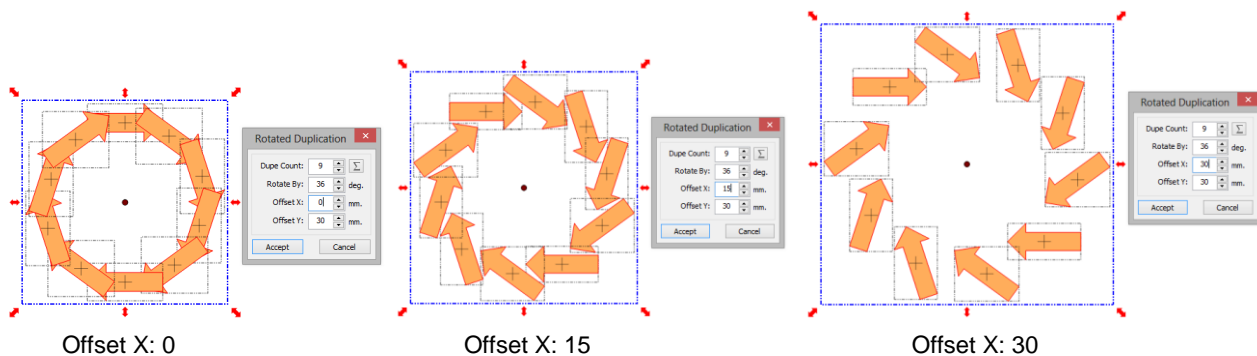 Rotated Duplication
Dupe Count: 9 Σ
Rotate By: 36 deg.
Offset X: 0 mm.
Offset Y: 30 mm.
Accept Cancel
Offset X: 0
Rotated Duplication
Dupe Count: 9 Σ
Rotate By: 36 deg.
Offset X: 15 mm.
Offset Y: 30 mm.
Accept Cancel
Offset X: 15
Rotated Duplication
Dupe Count: 9 Σ
Rotate By: 36 deg.
Offset X: 30 mm.
Offset Y: 30 mm.
Accept Cancel
Offset X: 30